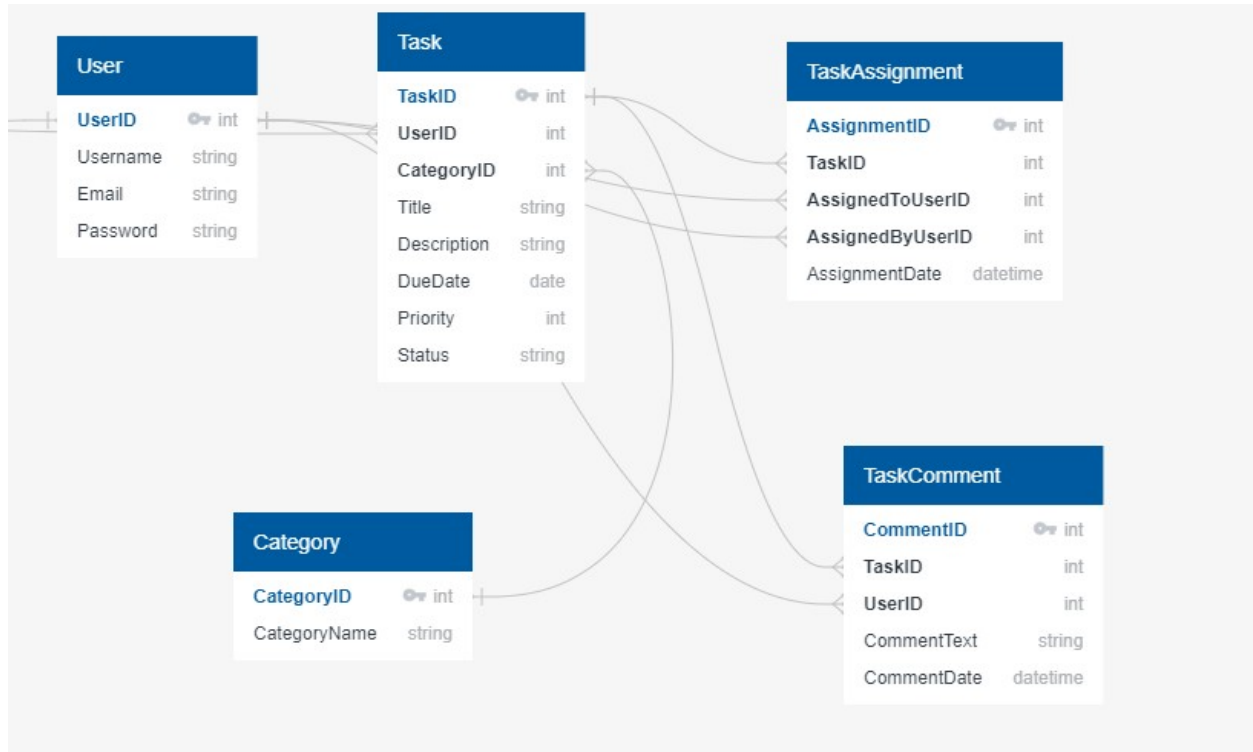 User
UserID int
Username string
Email string
Password string
Task
TaskID int
UserID int
CategoryID int
Title string
Description string
DueDate date
Priority int
Status string
TaskAssignment
AssignmentID int
TaskID int
AssignedToUserID int
AssignedByUserID int
AssignmentDate datetime
Category
CategoryID int
CategoryName string
TaskComment
CommentID int
TaskID int
UserID int
CommentText string
CommentDate datetime